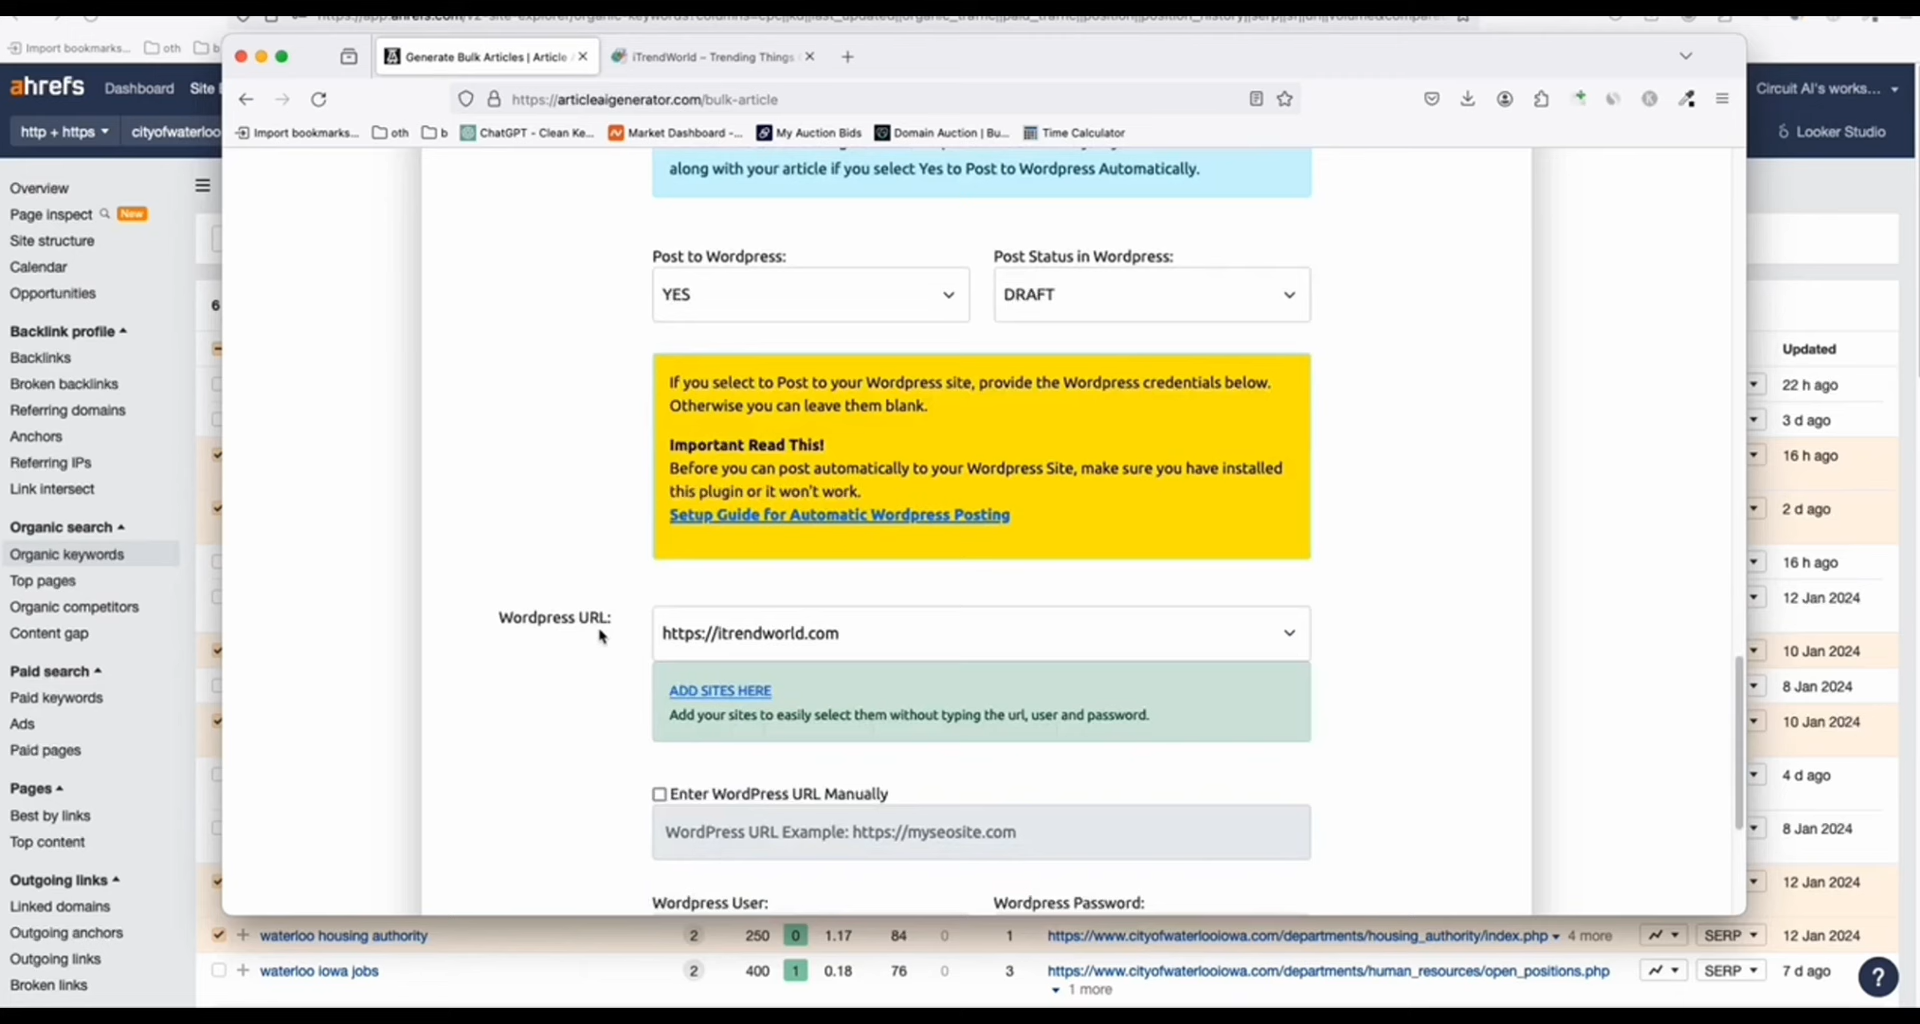 Import bookmarks...
oth
b
ahrefs
Dashboard
Site
Circuit AI's works...
http + https
cityofwaterloo
Looker Studio
Generate Bulk Articles | Article
iTrendWorld – Trending Things
https://articleaigenerator.com/bulk-article
Import bookmarks...
oth
b
ChatGPT - Clean Ke...
Market Dashboard -...
My Auction Bids
Domain Auction | Bu...
Time Calculator
Overview
Page inspect
New
Site structure
Calendar
Opportunities
Backlink profile
Backlinks
Broken backlinks
Referring domains
Anchors
Referring IPs
Link intersect
Organic search
Organic keywords
Top pages
Organic competitors
Content gap
Paid search
Paid keywords
Ads
Paid pages
Pages
Best by links
Top content
Outgoing links
Linked domains
Outgoing anchors
Outgoing links
Broken links
6
along with your article if you select Yes to Post to Wordpress Automatically.
Post to Wordpress:
Post Status in Wordpress:
YES
DRAFT
If you select to Post to your Wordpress site, provide the Wordpress credentials below.
Otherwise you can leave them blank.
Important Read This!
Before you can post automatically to your Wordpress Site, make sure you have installed
this plugin or it won't work.
Setup Guide for Automatic Wordpress Posting
Wordpress URL:
https://itrendworld.com
ADD SITES HERE
Add your sites to easily select them without typing the url, user and password.
Enter WordPress URL Manually
WordPress URL Example: https://myseosite.com
Wordpress User:
Wordpress Password:
Updated
22 h ago
3 d ago
16 h ago
2 d ago
16 h ago
12 Jan 2024
10 Jan 2024
8 Jan 2024
10 Jan 2024
4 d ago
8 Jan 2024
12 Jan 2024
waterloo housing authority 2 250 0 1.17 84 0 1 https://www.cityofwaterlooiowa.com/departments/housing_authority/index.php 4 more SERP 12 Jan 2024
waterloo iowa jobs 2 400 1 0.18 76 0 3 https://www.cityofwaterlooiowa.com/departments/human_resources/open_positions.php SERP 7 d ago
1 more
?